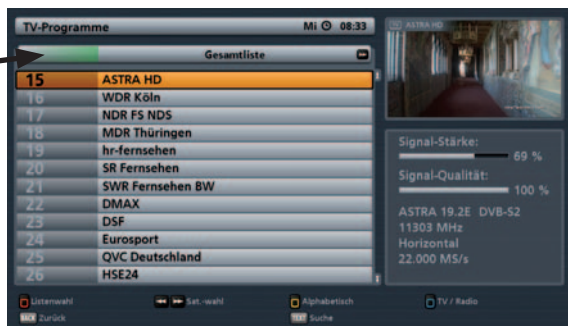 TV-Programme Mi 08:33
15 ASTRA HD
Gesamtliste
15 ASTRA HD
16 WDR Köln
17 NDR FS NDS
18 MDR Thüringen
19 hr-fernsehen
20 SR Fernsehen
21 SWR Fernsehen BW
22 DMAX
23 DSF
24 Eurosport
25 QVC Deutschland
26 HSE24
Signal-Stärke:
69 %
Signal-Qualität:
100 %
ASTRA 19.2E DVB-S2
11303 MHz
Horizontal
22.000 MS/s
Listenwahl Sat.-wahl Alphabetisch TV / Radio
BACK Zurück TEXT Suche